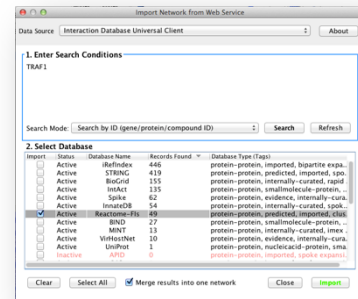 Import Network from Web Service
Data Source Interaction Database Universal Client About
1. Enter Search Conditions
TRAF1
Search Mode: Search by ID (gene/protein/compound ID) Search Refresh
2. Select Database
Import Status Database Name Records Found Database Type (Tags)
Active iRefIndex 446 protein-protein, imported, bipartite expa...
Active STRING 419 protein-protein, predicted, imported, spo...
Active BioGrid 155 protein-protein, internally-curated, rapid
Active IntAct 135 protein-protein, smallmolecule-protein, ...
Active Spike 62 protein-protein, evidence, internally-cura...
Active InnateDB 54 protein-protein, internally-curated, spok...
Active Reactome-FIs 49 protein-protein, predicted, imported, clus...
Active BIND 27 protein-protein, smallmolecule-protein, ...
Active MINT 13 protein-protein, internally-curated, imex ...
Active VirHostNet 10 protein-protein, evidence, internally-cura...
Active UniProt 1 protein-protein, nucleicacid-protein, sma...
Inactive APID 0 protein-protein, imported, spoke expansi...
Clear Select All Merge results into one network Close Import